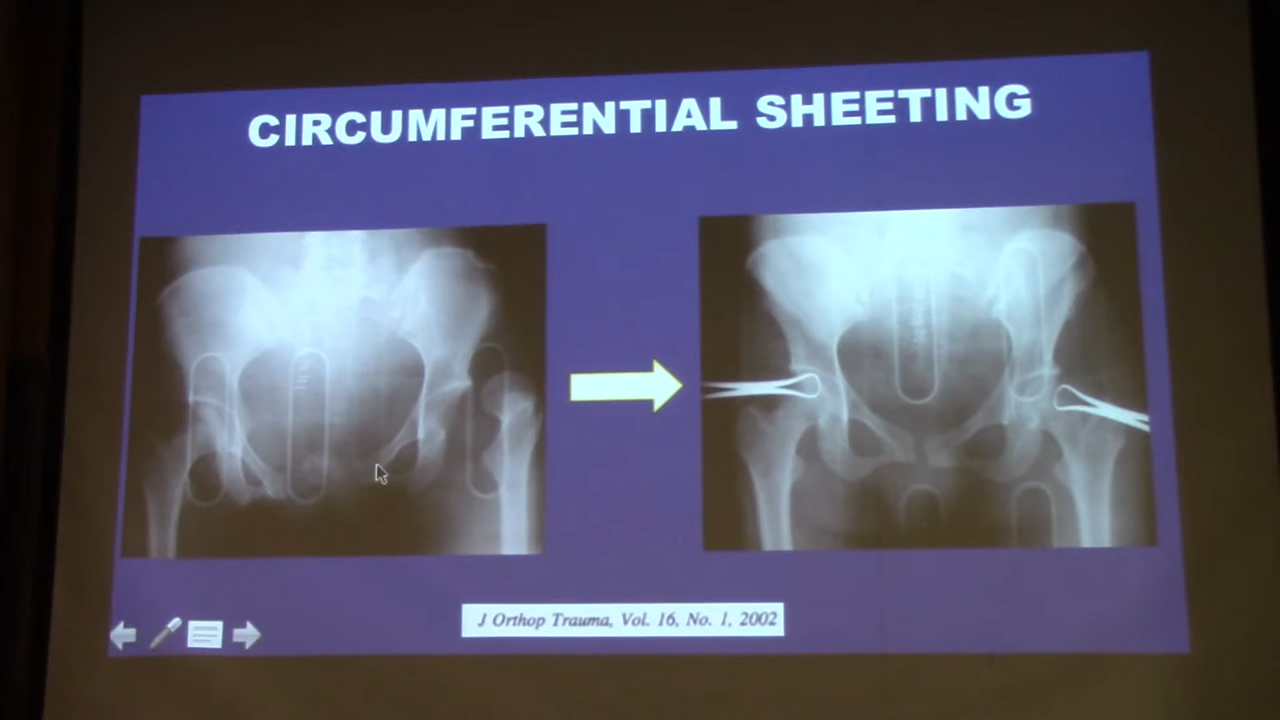 CIRCUMFERENTIAL SHEETING
J Orthop Trauma, Vol. 16, No. 1, 2002